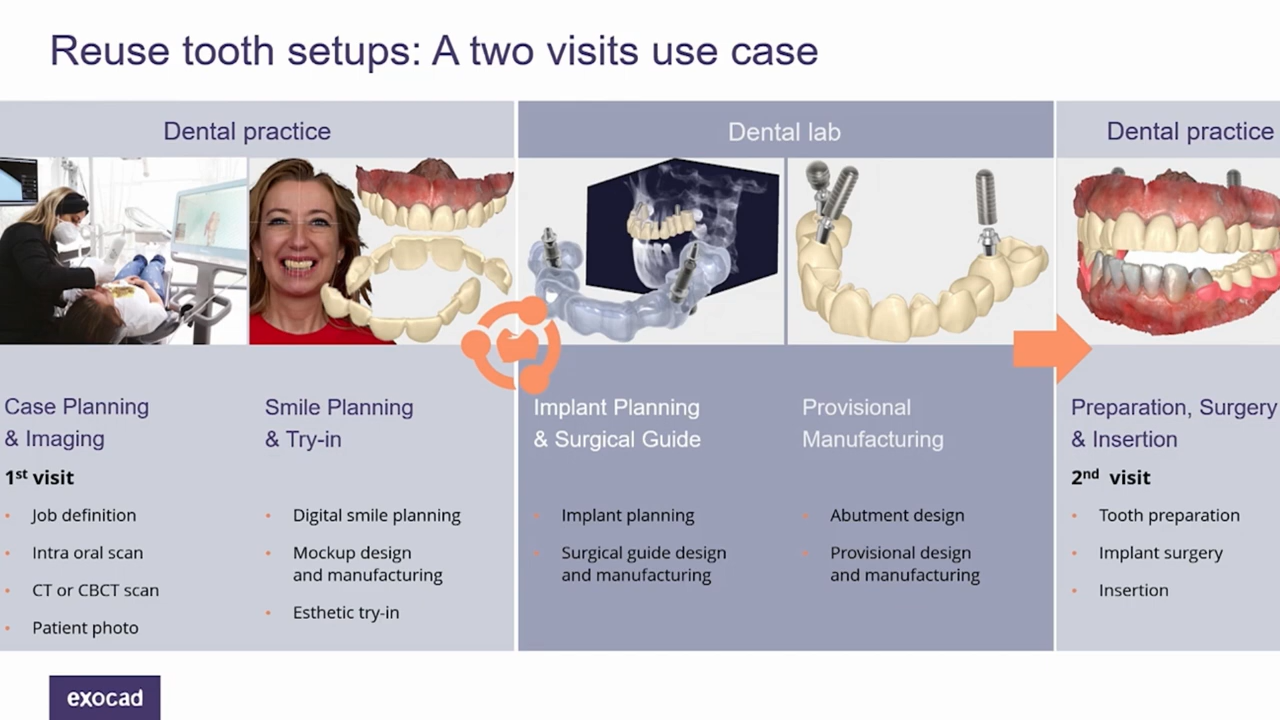 Reuse tooth setups: A two visits use case
Dental practice
Dental lab
Dental practice
Case Planning
& Imaging
1st visit
• Job definition
• Intra oral scan
• CT or CBCT scan
• Patient photo
Smile Planning
& Try-in
• Digital smile planning
• Mockup design
and manufacturing
• Esthetic try-in
Implant Planning
& Surgical Guide
• Implant planning
• Surgical guide design
and manufacturing
Provisional
Manufacturing
• Abutment design
• Provisional design
and manufacturing
Preparation, Surgery
& Insertion
2nd visit
• Tooth preparation
• Implant surgery
• Insertion
exocad